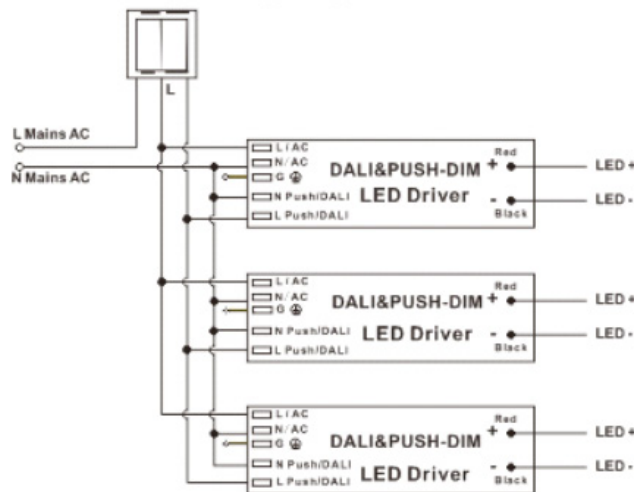 L
L Mains AC
N Mains AC
L/AC
N/AC
G
N Push/DALI
L Push/DALI
DALI&PUSH-DIM
LED Driver
Red
+
-
Black
LED +
LED -
L/AC
N/AC
G
N Push/DALI
L Push/DALI
DALI&PUSH-DIM
LED Driver
Red
+
-
Black
LED +
LED -
L/AC
N/AC
G
N Push/DALI
L Push/DALI
DALI&PUSH-DIM
LED Driver
Red
+
-
Black
LED +
LED -